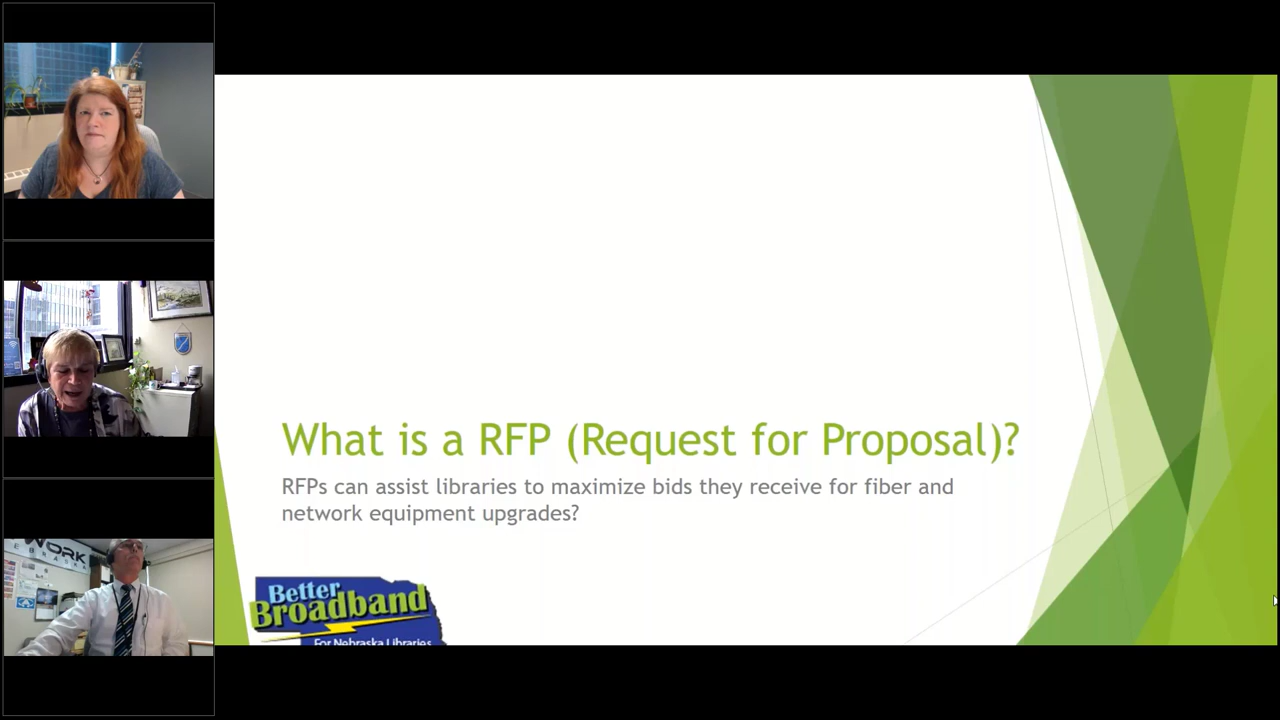 What is a RFP (Request for Proposal)?
RFPs can assist libraries to maximize bids they receive for fiber and
network equipment upgrades?
Better
Broadband
For Nebraska Libraries
WORK